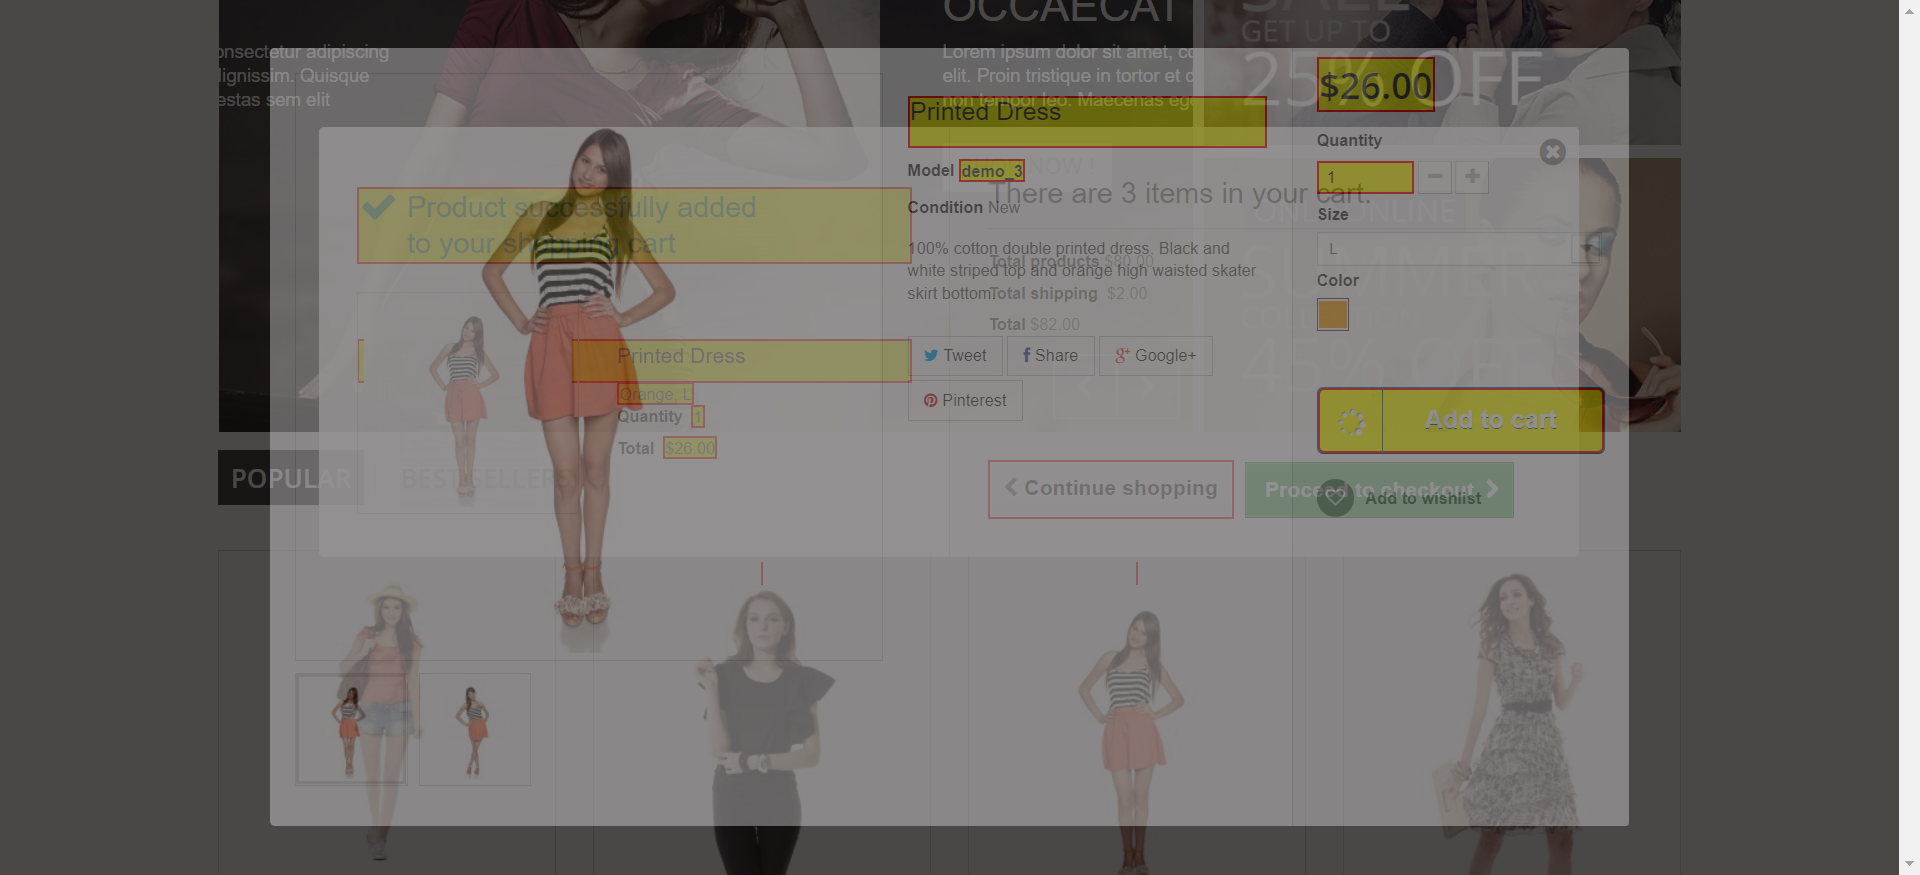 OCCAECAT
onsectetur adipiscing
lignissim. Quisque
estas sem elit
Lorem ipsum dolor sit amet, co
elit. Proin tristique in tortor et d
non tempor leo. Maecenas ege
GET UP TO
25% OFF
$26.00
Printed Dress
Quantity
Model demo_3
1
There are 3 items in your cart.
Product successfully added
to your shopping cart
Condition New
Size
ONLINE
100% cotton double printed dress. Black and
white striped top and orange high waisted skater
skirt bottom.
L
Total products $80.00
Total shipping $2.00
Total $82.00
SUMMER
Color
45% OFF
Tweet
Share
Google+
Pinterest
Printed Dress
Orange, L
Quantity 1
Total $26.00
Add to cart
POPULAR
BEST SELLERS
Continue shopping
Proceed to checkout
Add to wishlist